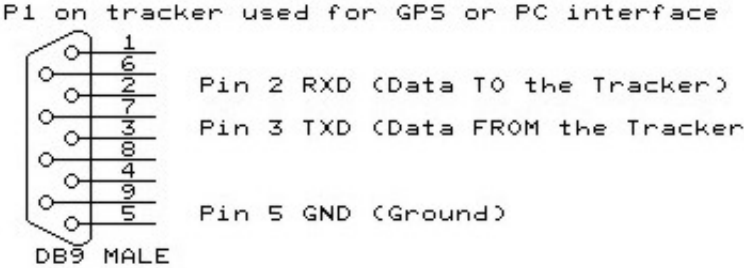 P1 on tracker used for GPS or PC interface
1
6
2 Pin 2 RXD (Data TO the Tracker)
7
3 Pin 3 TXD (Data FROM the Tracker
8
4
9
5 Pin 5 GND (Ground)
DB9 MALE